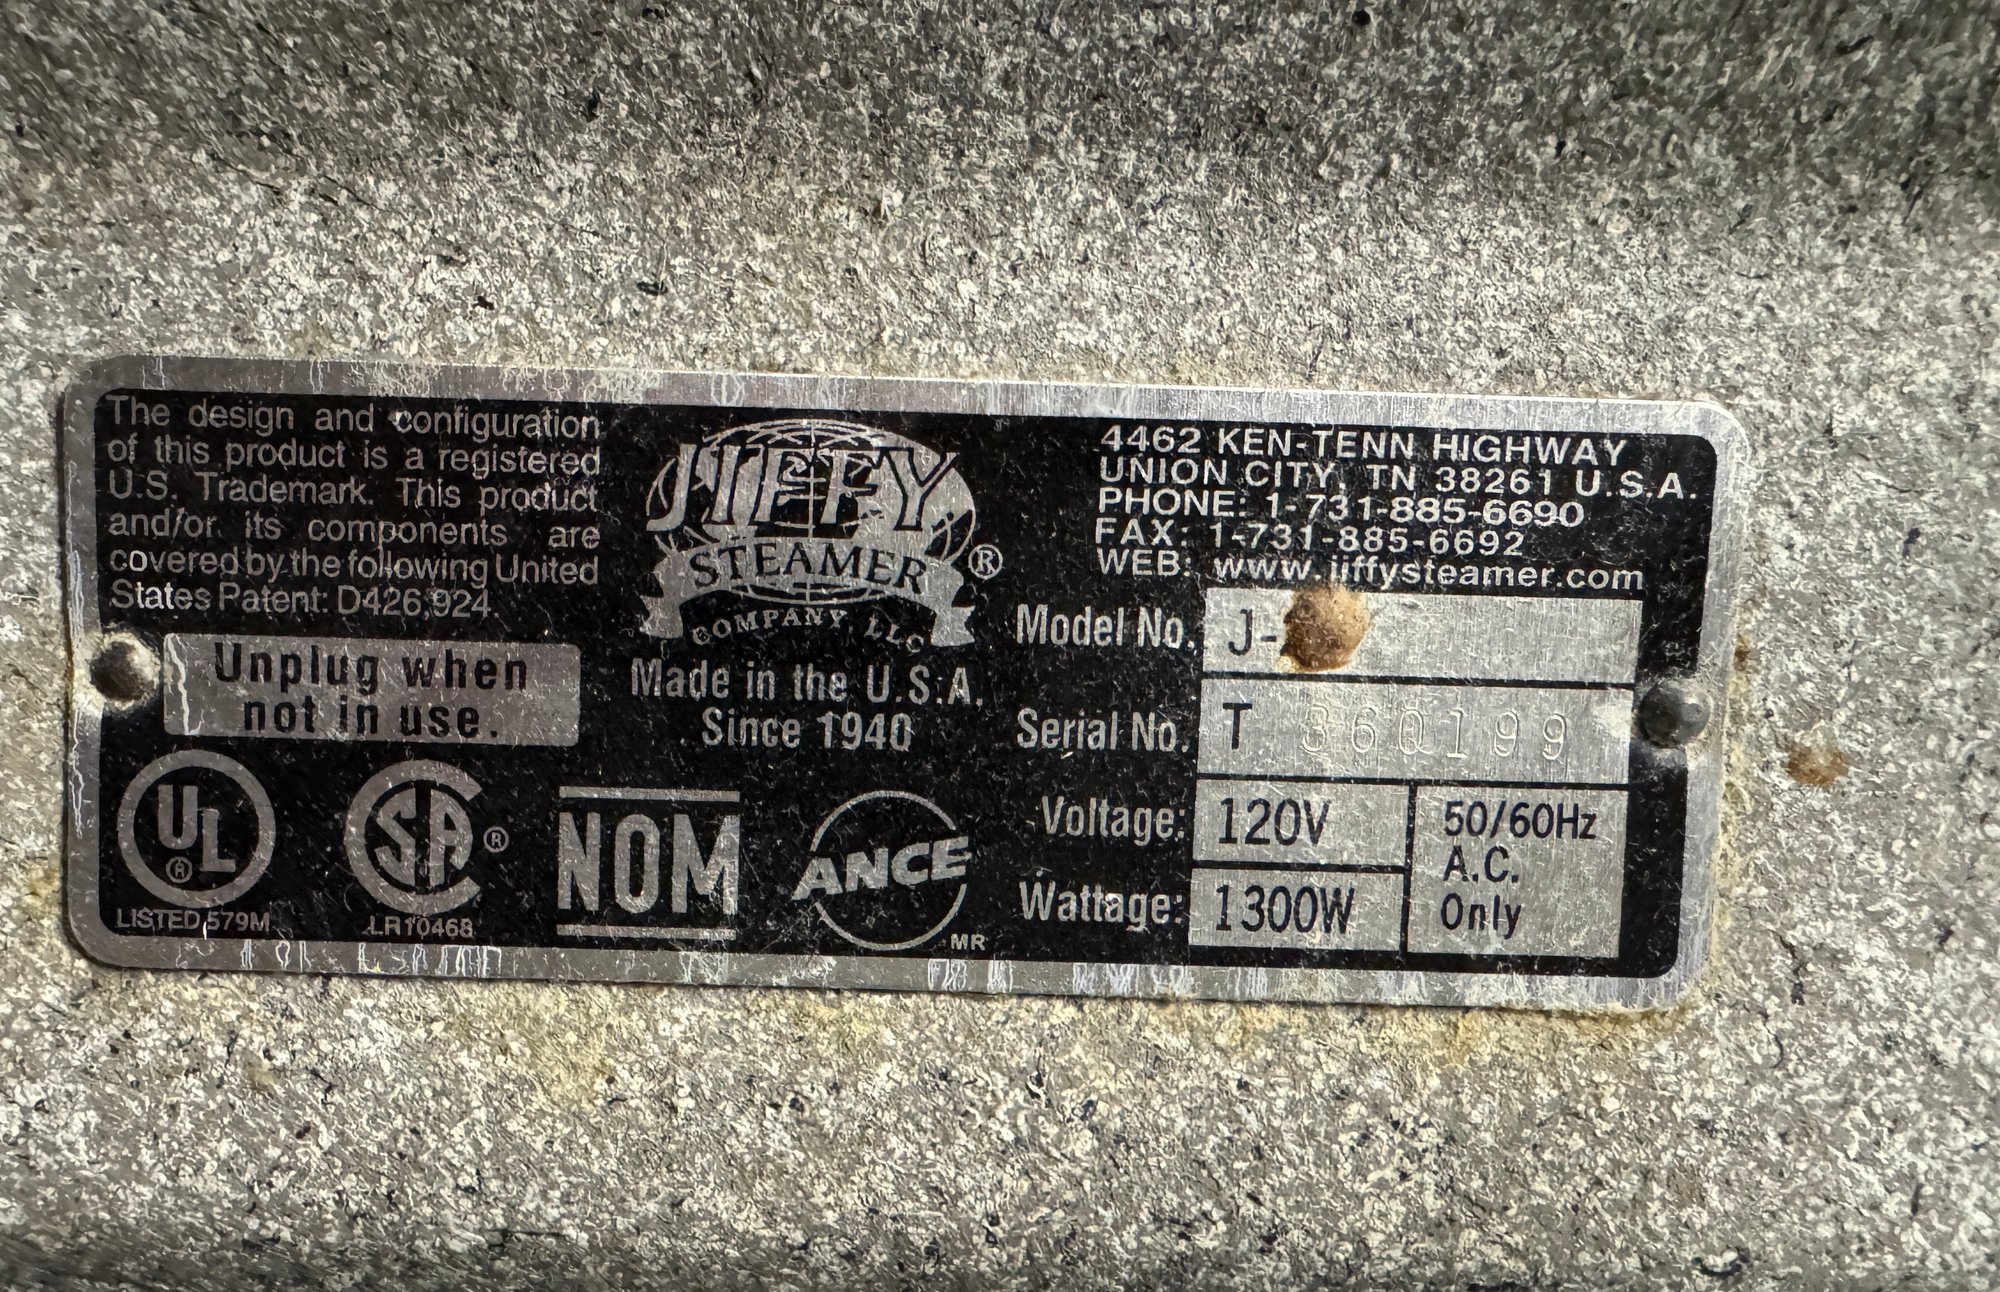 The design and configuration
of this product is a registered
U.S. Trademark. This product
and/or its components are
covered by the following United
States Patent: D426,924.
Unplug when
not in use.
UL
®
LISTED 579M
SA ®
LR10468
JIFFY
STEAMER ®
COMPANY, LLC
Made in the U.S.A.
Since 1940
NOM
ANCE
MR
4462 KEN-TENN HIGHWAY
UNION CITY, TN 38261 U.S.A.
PHONE: 1-731-885-6690
FAX: 1-731-885-6692
WEB: www.jiffysteamer.com
Model No. J-
Serial No. T 360199
Voltage: 120V
Wattage: 1300W
50/60Hz
A.C.
Only